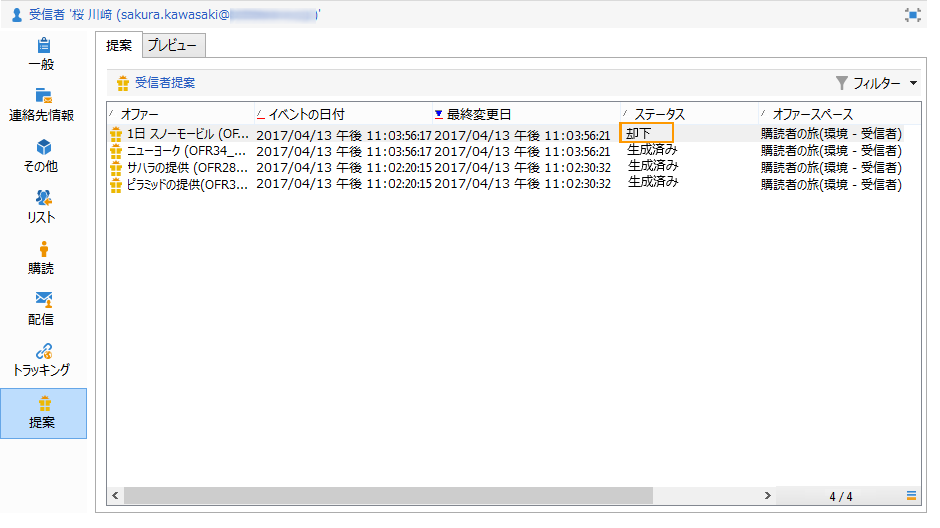 受信者 '桜 川﨑 (sakura.kawasaki@ )'
一般
連絡先情報
その他
リスト
購読
配信
トラッキング
提案
提案 プレビュー
受信者提案 フィルター
オファー イベントの日付 最終変更日 ステータス オファースペース
1日 スノーモービル (OF... 2017/04/13 午後 11:03:56:17 2017/04/13 午後 11:03:56:21 却下 購読者の旅(環境 - 受信者)
ニューヨーク (OFR34_... 2017/04/13 午後 11:03:56:17 2017/04/13 午後 11:03:56:21 生成済み 購読者の旅(環境 - 受信者)
サハラの提供 (OFR28... 2017/04/13 午後 11:02:20:15 2017/04/13 午後 11:02:30:32 生成済み 購読者の旅(環境 - 受信者)
ピラミッドの提供(OFR3... 2017/04/13 午後 11:02:20:15 2017/04/13 午後 11:02:30:32 生成済み 購読者の旅(環境 - 受信者)
4 / 4